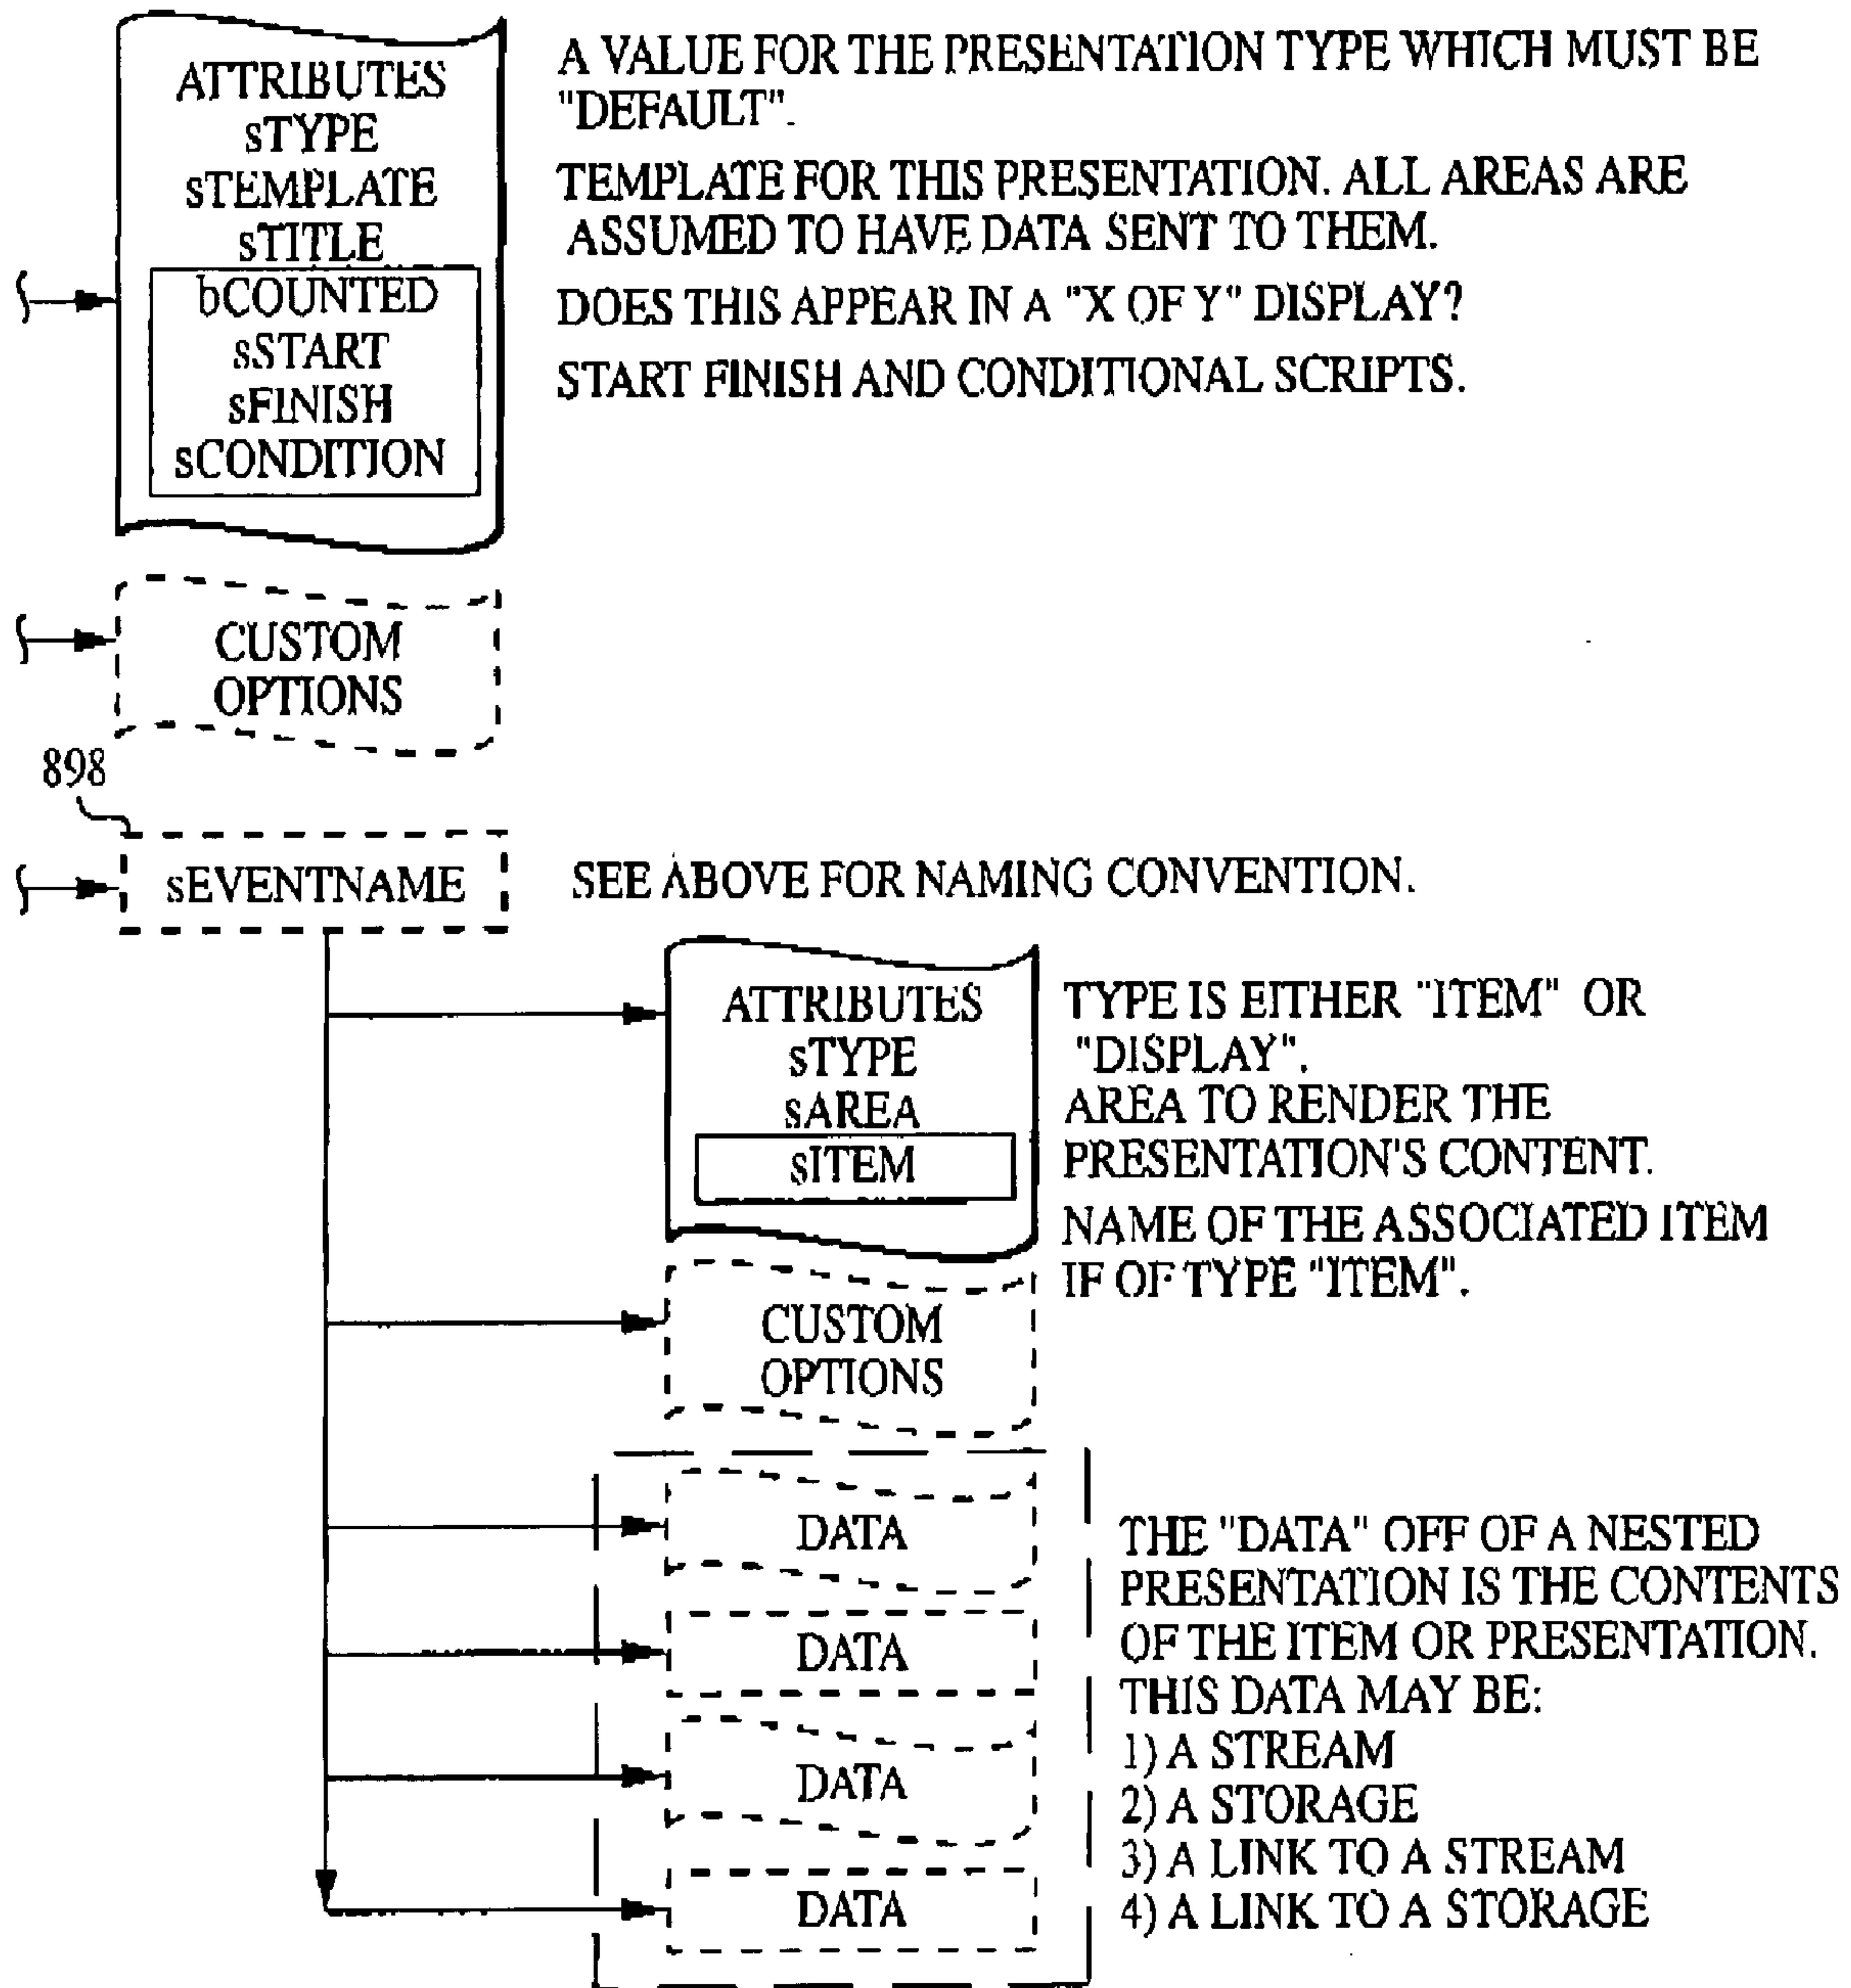 ATTRIBUTES
sTYPE
sTEMPLATE
sTITLE
bCOUNTED
sSTART
sFINISH
sCONDITION
A VALUE FOR THE PRESENTATION TYPE WHICH MUST BE
"DEFAULT".
TEMPLATE FOR THIS PRESENTATION. ALL AREAS ARE
ASSUMED TO HAVE DATA SENT TO THEM.
DOES THIS APPEAR IN A "X OF Y" DISPLAY?
START FINISH AND CONDITIONAL SCRIPTS.
CUSTOM
OPTIONS
898
sEVENTNAME
SEE ABOVE FOR NAMING CONVENTION.
ATTRIBUTES
sTYPE
sAREA
sITEM
TYPE IS EITHER "ITEM" OR
"DISPLAY".
AREA TO RENDER THE
PRESENTATION'S CONTENT.
NAME OF THE ASSOCIATED ITEM
IF OF TYPE "ITEM".
CUSTOM
OPTIONS
DATA
DATA
DATA
DATA
THE "DATA" OFF OF A NESTED
PRESENTATION IS THE CONTENTS
OF THE ITEM OR PRESENTATION.
THIS DATA MAY BE:
1) A STREAM
2) A STORAGE
3) A LINK TO A STREAM
4) A LINK TO A STORAGE